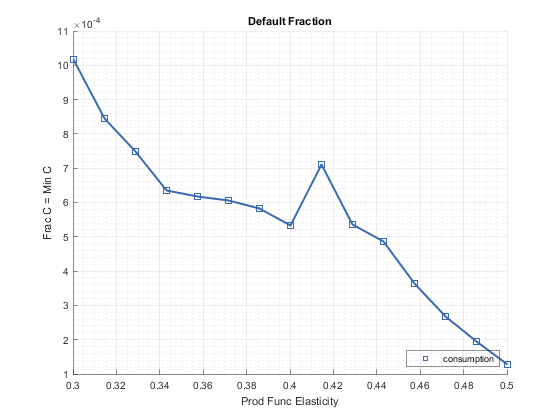 Default Fraction
×10⁻⁴
11
10
9
8
7
6
5
4
3
2
1
Frac C = Min C
0.3 0.32 0.34 0.36 0.38 0.4 0.42 0.44 0.46 0.48 0.5
Prod Func Elasticity
consumption